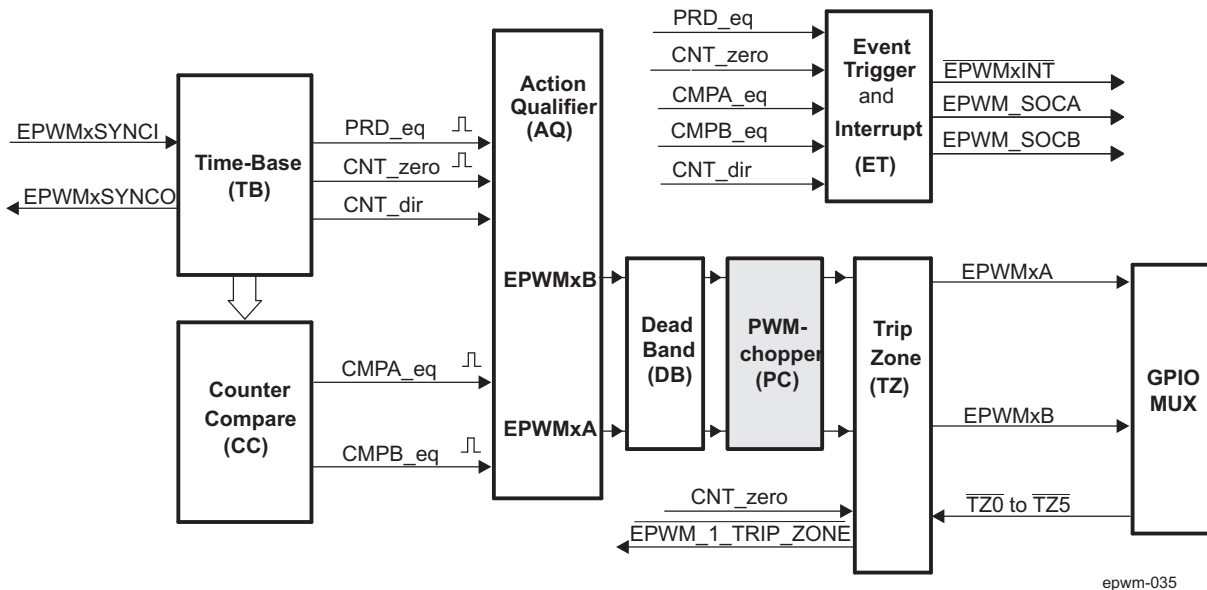 EPWMxSYNCI
EPWMxSYNCO
Time-Base
(TB)
PRD_eq
CNT_zero
CNT_dir
Counter
Compare
(CC)
CMPA_eq
CMPB_eq
Action
Qualifier
(AQ)
EPWMxB
EPWMxA
PRD_eq
CNT_zero
CMPA_eq
CMPB_eq
CNT_dir
Event
Trigger
and
Interrupt
(ET)
EPWMxINT
EPWM_SOCA
EPWM_SOCB
Dead
Band
(DB)
PWM-
chopper
(PC)
Trip
Zone
(TZ)
CNT_zero
EPWM_1_TRIP_ZONE
EPWMxA
EPWMxB
TZ0 to TZ5
GPIO
MUX
epwm-035